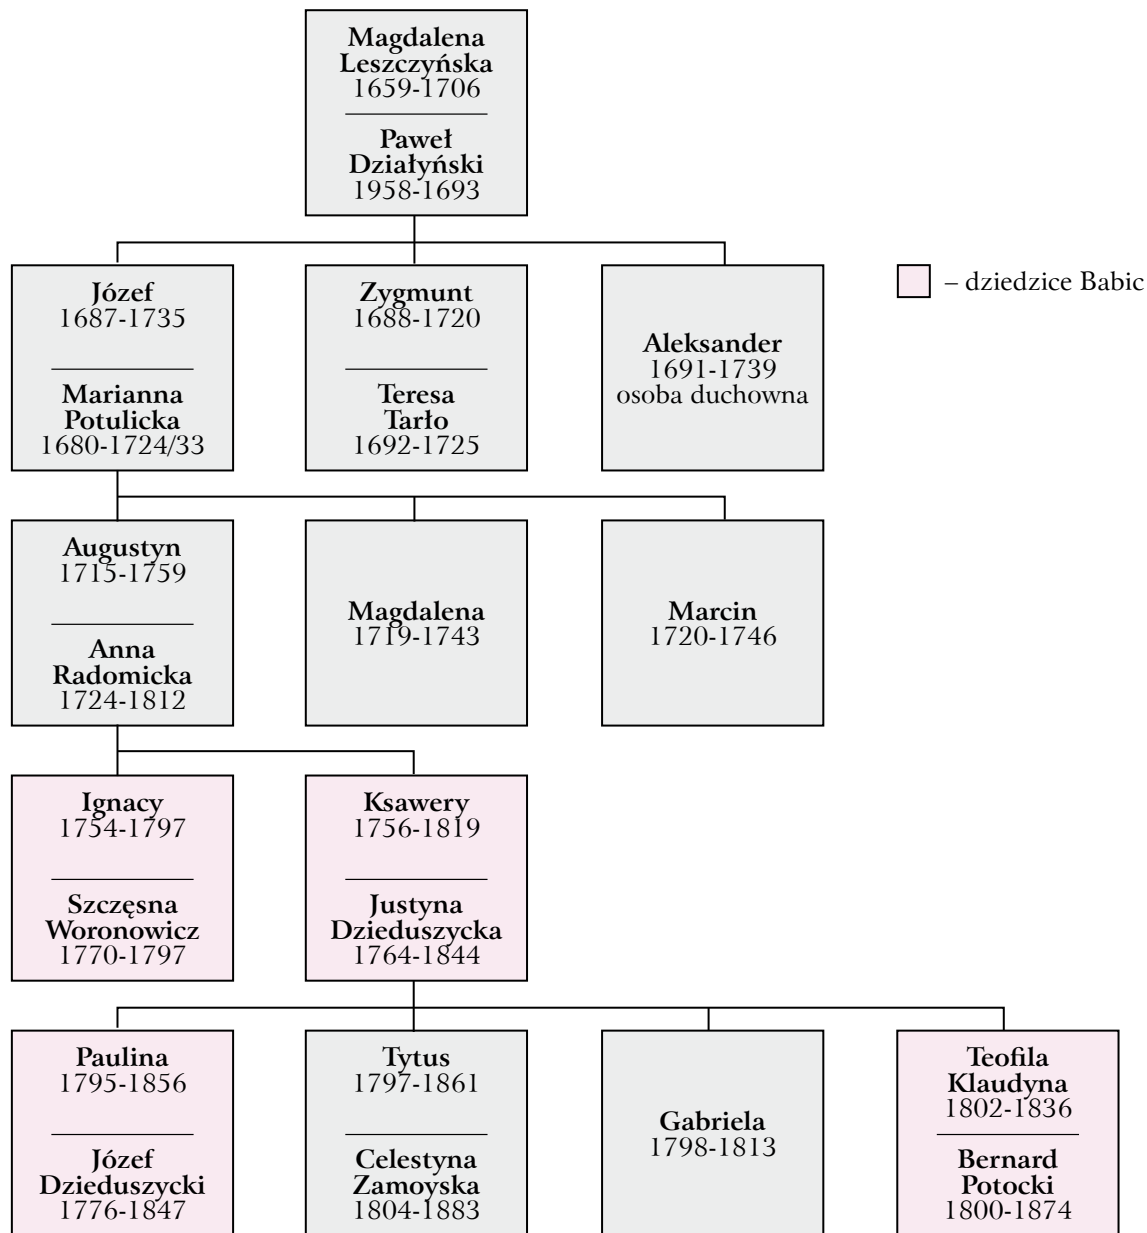 Magdalena
Leszczyńska
1659-1706
Paweł
Działyński
1958-1693
Józef
1687-1735
Marianna
Potulicka
1680-1724/33
Zygmunt
1688-1720
Teresa
Tarło
1692-1725
Aleksander
1691-1739
osoba duchowna
– dziedzice Babic
Augustyn
1715-1759
Anna
Radomicka
1724-1812
Magdalena
1719-1743
Marcin
1720-1746
Ignacy
1754-1797
Szczęsna
Woronowicz
1770-1797
Ksawery
1756-1819
Justyna
Dzieduszycka
1764-1844
Paulina
1795-1856
Józef
Dzieduszycki
1776-1847
Tytus
1797-1861
Celestyna
Zamoyska
1804-1883
Gabriela
1798-1813
Teofila
Klaudyna
1802-1836
Bernard
Potocki
1800-1874